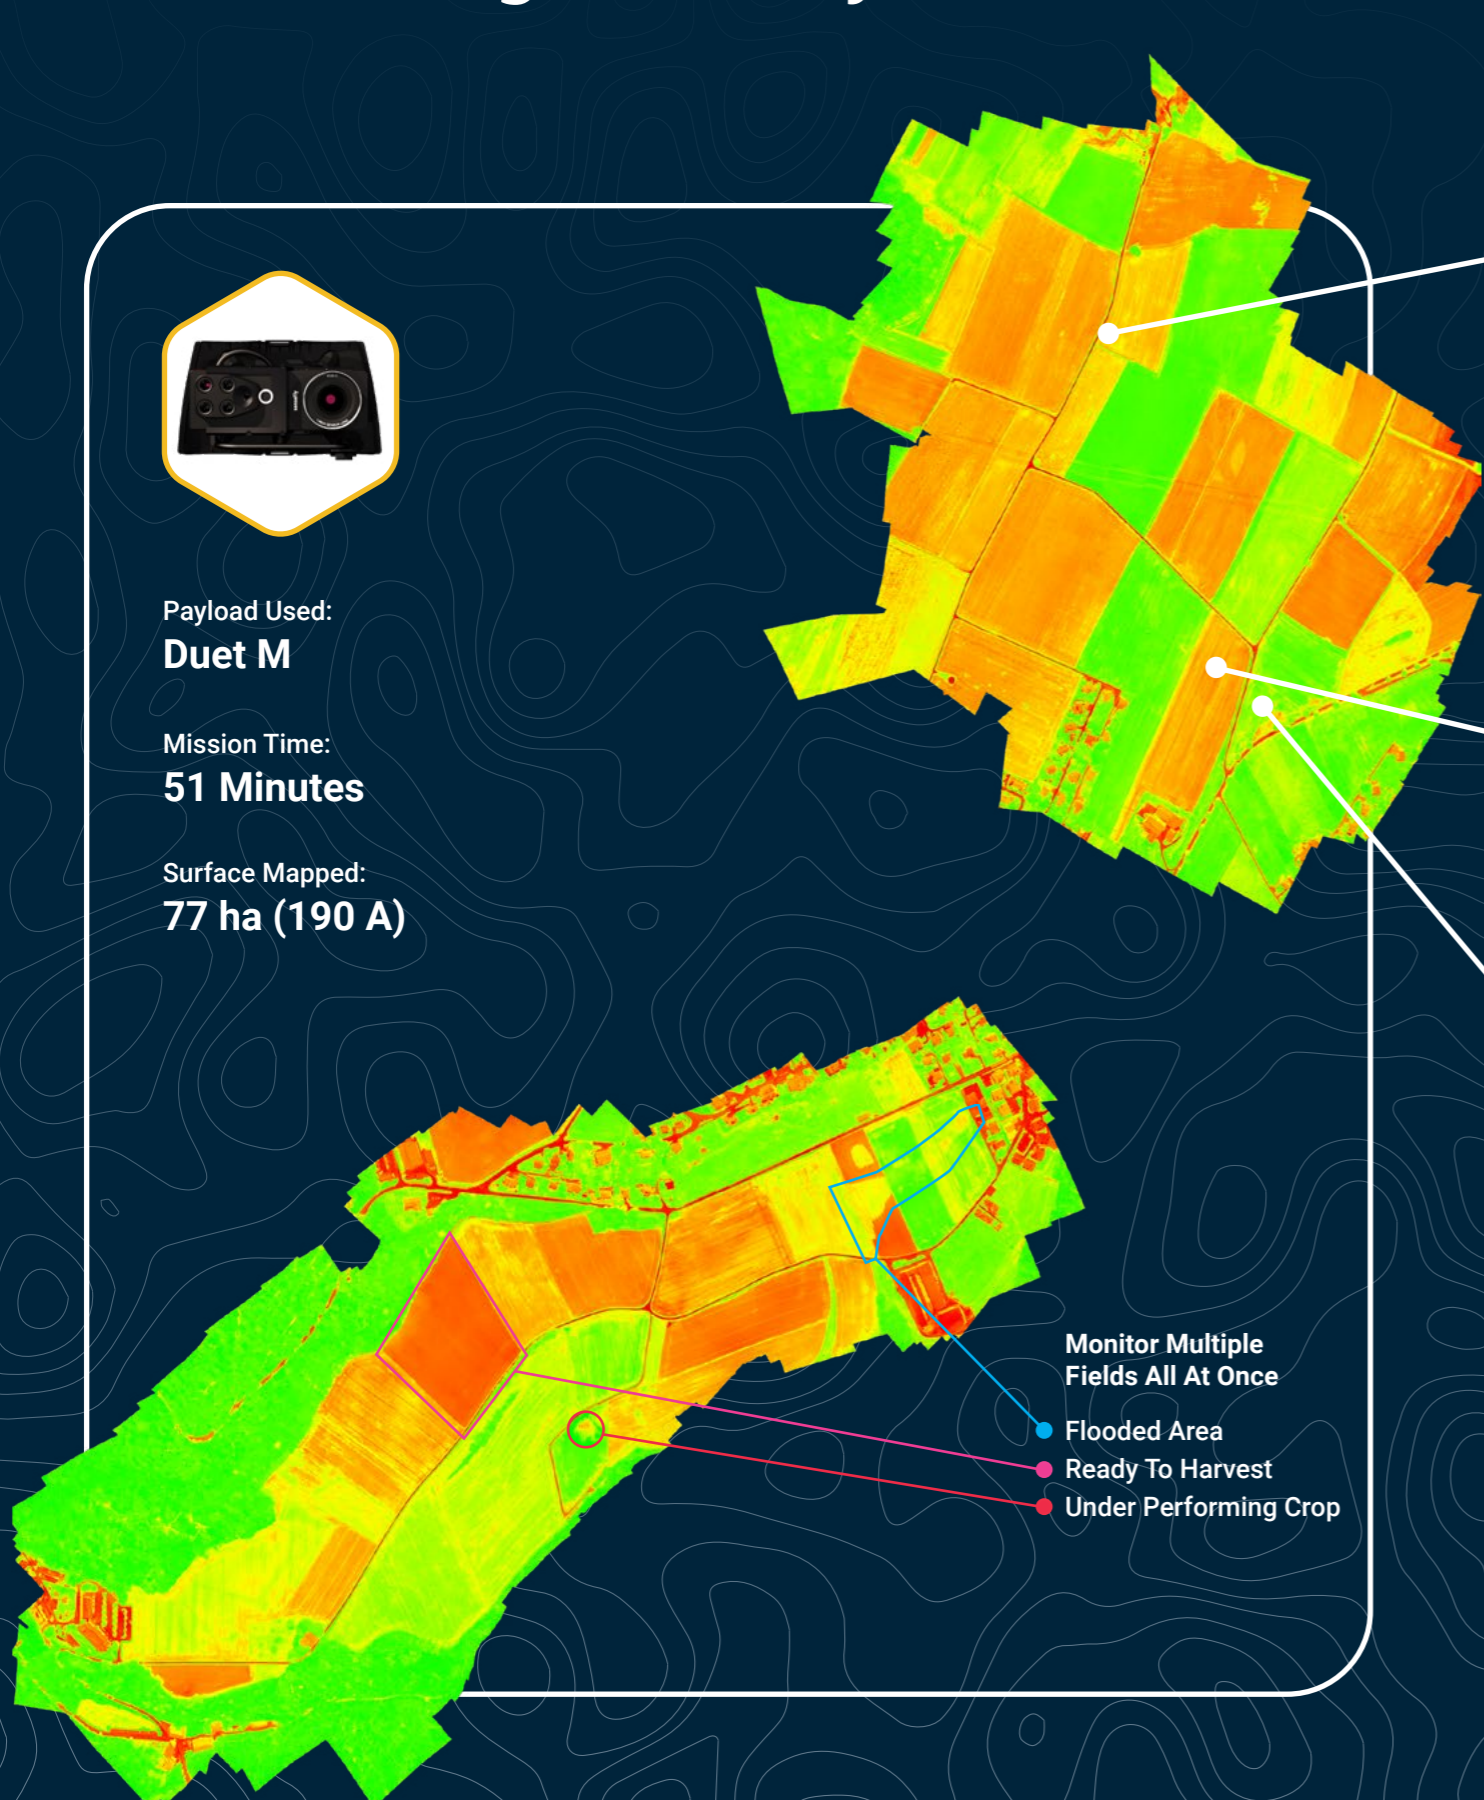 Payload Used:
Duet M
Mission Time:
51 Minutes
Surface Mapped:
77 ha (190 A)
Monitor Multiple
Fields All At Once
Flooded Area
Ready To Harvest
Under Performing Crop